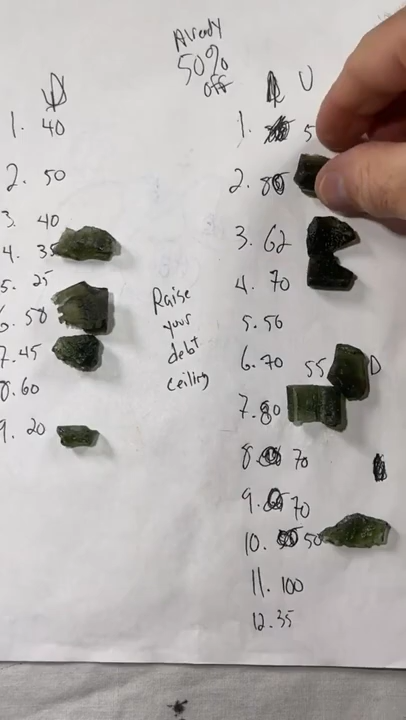 Already
50%
off
D
1. 40
2. 50
3. 40
4. 35
5. 25
6. 50
7. 45
8. 60
9. 20
Raise
your
debt
ceiling
U
1. 5
2. 80
3. 62
4. 70
5. 50
6. 70 55 D
7. 80
8. 70
9. 70
10. 50
11. 100
12. 35